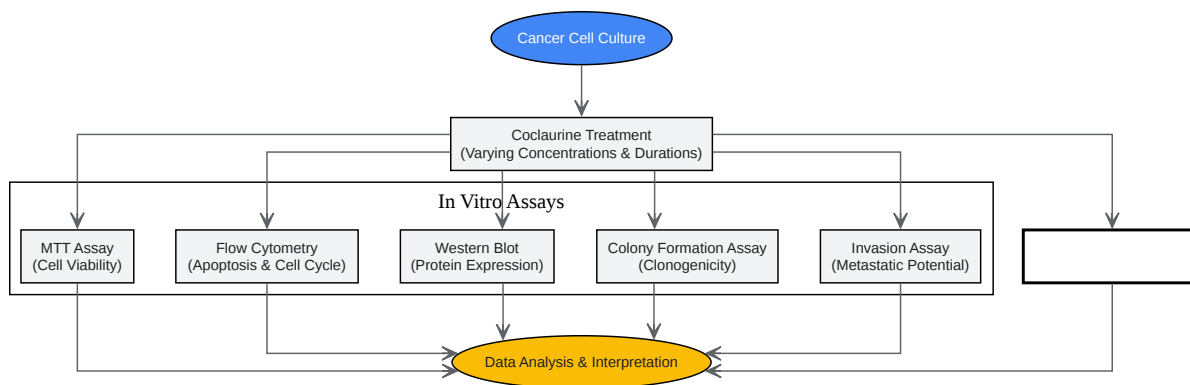 Cancer Cell Culture
Coclaurine Treatment
(Varying Concentrations & Durations)
In Vitro Assays
MTT Assay
(Cell Viability)
Flow Cytometry
(Apoptosis & Cell Cycle)
Western Blot
(Protein Expression)
Colony Formation Assay
(Clonogenicity)
Invasion Assay
(Metastatic Potential)
Data Analysis & Interpretation